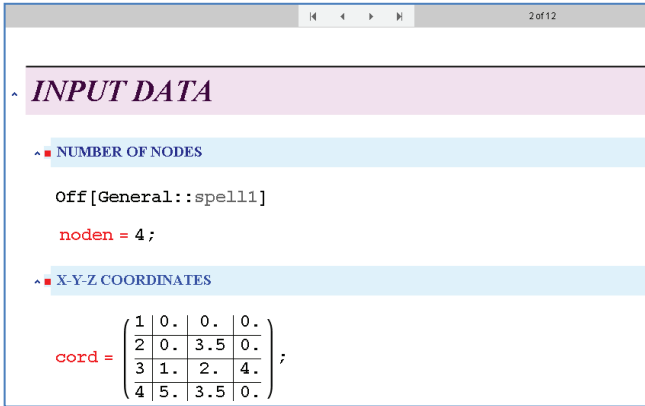 2 of 12
INPUT DATA
NUMBER OF NODES
Off[General::spell1]
noden = 4;
X-Y-Z COORDINATES
1 0. 0. 0.
2 0. 3.5 0.
cord = ;
3 1. 2. 4.
4 5. 3.5 0.